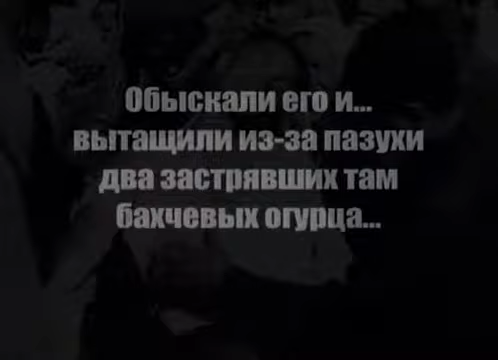 Обыскали его и...
вытащили из-за пазухи
два застрявших там
бахчевых огурца...